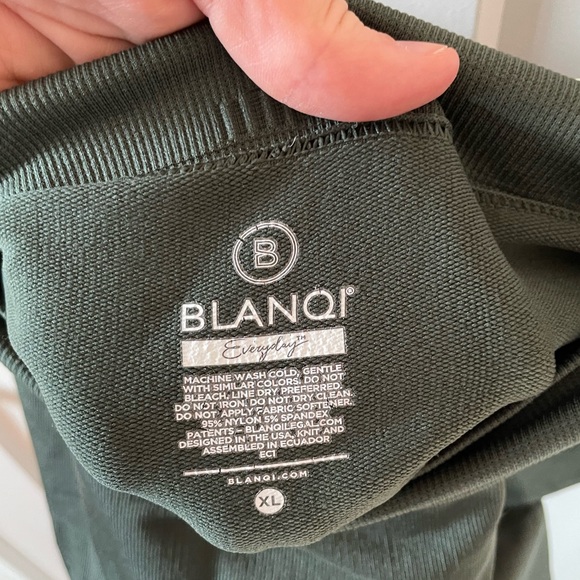 B
BLANQI®
Everyday™
MACHINE WASH COLD, GENTLE
WITH SIMILAR COLORS. DO NOT
BLEACH. LINE DRY PREFERRED.
DO NOT IRON. DO NOT DRY CLEAN.
DO NOT APPLY FABRIC SOFTENER.
95% NYLON 5% SPANDEX
PATENTS – BLANQILEGAL.COM
DESIGNED IN THE USA, KNIT AND
ASSEMBLED IN ECUADOR
EC1
BLANQI.COM
XL